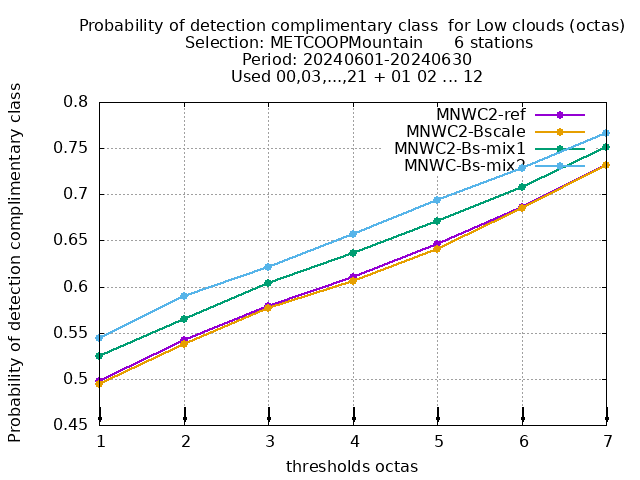 Probability of detection complimentary class  for Low clouds (octas)
Selection: METCOOPMountain      6 stations
Period: 20240601-20240630
Used 00,03,...,21 + 01 02 ... 12
Probability of detection complimentary class
0.8
0.75
0.7
0.65
0.6
0.55
0.5
0.45
MNWC2-ref
MNWC2-Bscale
MNWC2-Bs-mix1
MNWC-Bs-mix2
1 2 3 4 5 6 7
thresholds octas